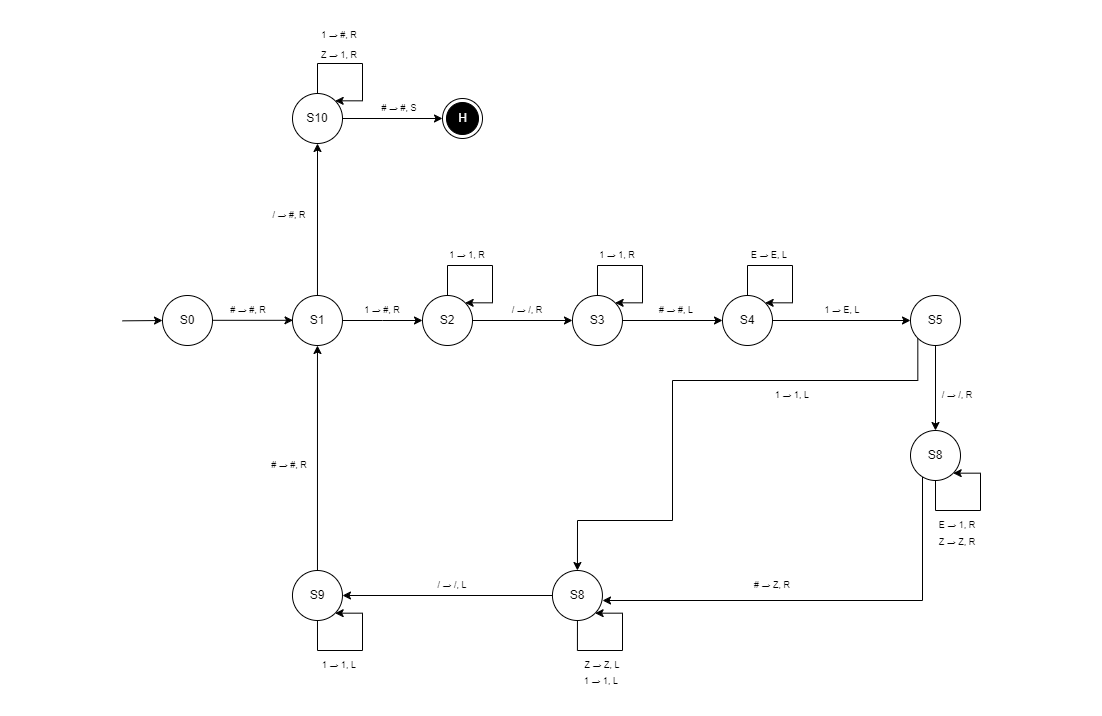 1 → #, R
Z → 1, R
S10
# → #, S
H
/ → #, R
1 → 1, R
1 → 1, R
E → E, L
S0
# → #, R
S1
1 → #, R
S2
/ → /, R
S3
# → #, L
S4
1 → E, L
S5
1 → 1, L
/ → /, R
S8
# → #, R
E → 1, R
Z → Z, R
S9
/ → /, L
S8
# → Z, R
1 → 1, L
Z → Z, L
1 → 1, L